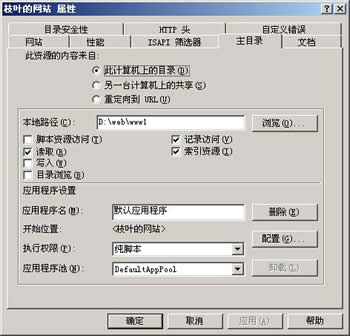 枝叶的网站 属性
目录安全性 HTTP 头 自定义错误
网站 性能 ISAPI 筛选器 主目录 文档
此资源的内容来自:
此计算机上的目录(D)
另一台计算机上的共享(S)
重定向到 URL(U)
本地路径(C): D:\web\www1 浏览(O)...
脚本资源访问(T) 记录访问(V)
读取(R) 索引资源(I)
写入(W)
目录浏览(B)
应用程序设置
应用程序名(M): 默认应用程序 删除(E)
开始位置: <枝叶的网站>
配置(G)...
执行权限(P): 纯脚本
应用程序池(N): DefaultAppPool 卸载(L)
确定 取消 应用(A) 帮助